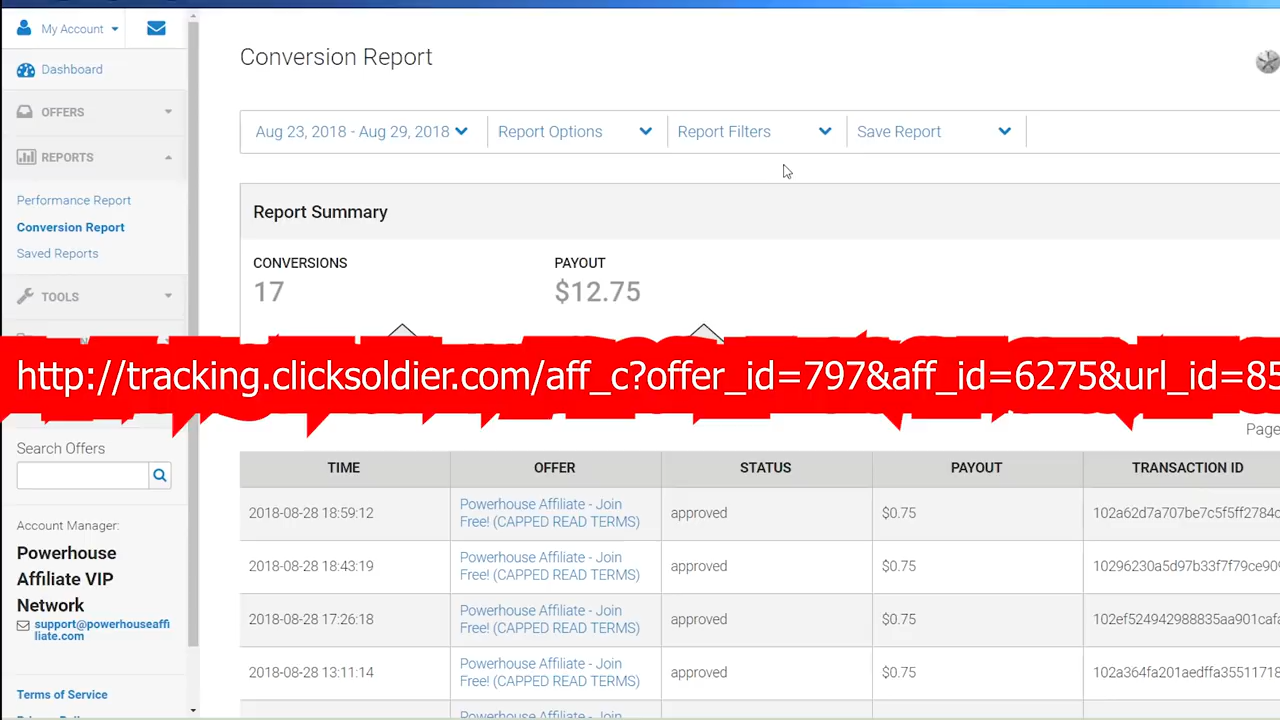 My Account
Dashboard
OFFERS
REPORTS
Performance Report
Conversion Report
Saved Reports
TOOLS
Search Offers
Account Manager:
Powerhouse
Affiliate VIP
Network
support@powerhouseaffi
liate.com
Terms of Service
Conversion Report
Aug 23, 2018 - Aug 29, 2018 Report Options Report Filters Save Report
Report Summary
CONVERSIONS PAYOUT
17 $12.75
http://tracking.clicksoldier.com/aff_c?offer_id=797&aff_id=6275&url_id=85
Page
TIME OFFER STATUS PAYOUT TRANSACTION ID
2018-08-28 18:59:12 Powerhouse Affiliate - Join approved $0.75 102a62d7a707be7c5f5ff2784c
Free! (CAPPED READ TERMS)
2018-08-28 18:43:19 Powerhouse Affiliate - Join approved $0.75 10296230a5d97b33f7f79ce909
Free! (CAPPED READ TERMS)
2018-08-28 17:26:18 Powerhouse Affiliate - Join approved $0.75 102ef524942988835aa901cafa
Free! (CAPPED READ TERMS)
2018-08-28 13:11:14 Powerhouse Affiliate - Join approved $0.75 102a364fa201aedffa35511718
Free! (CAPPED READ TERMS)
Powerhouse Affiliate - Join